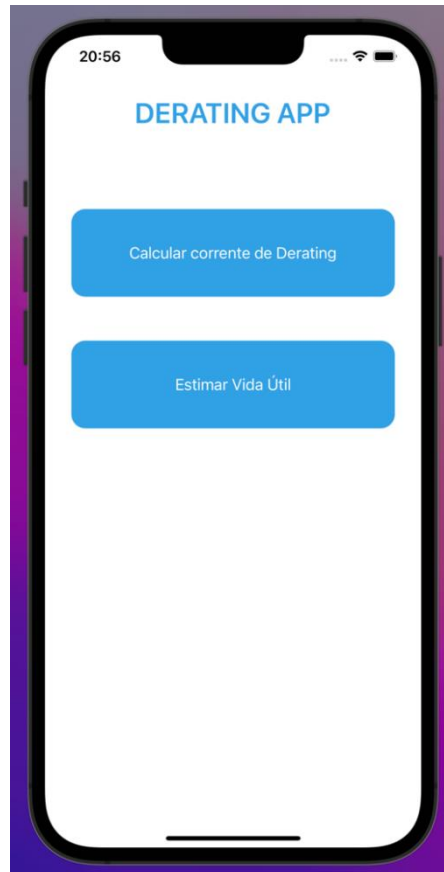 20:56
DERATING APP
Calcular corrente de Derating
Estimar Vida Útil